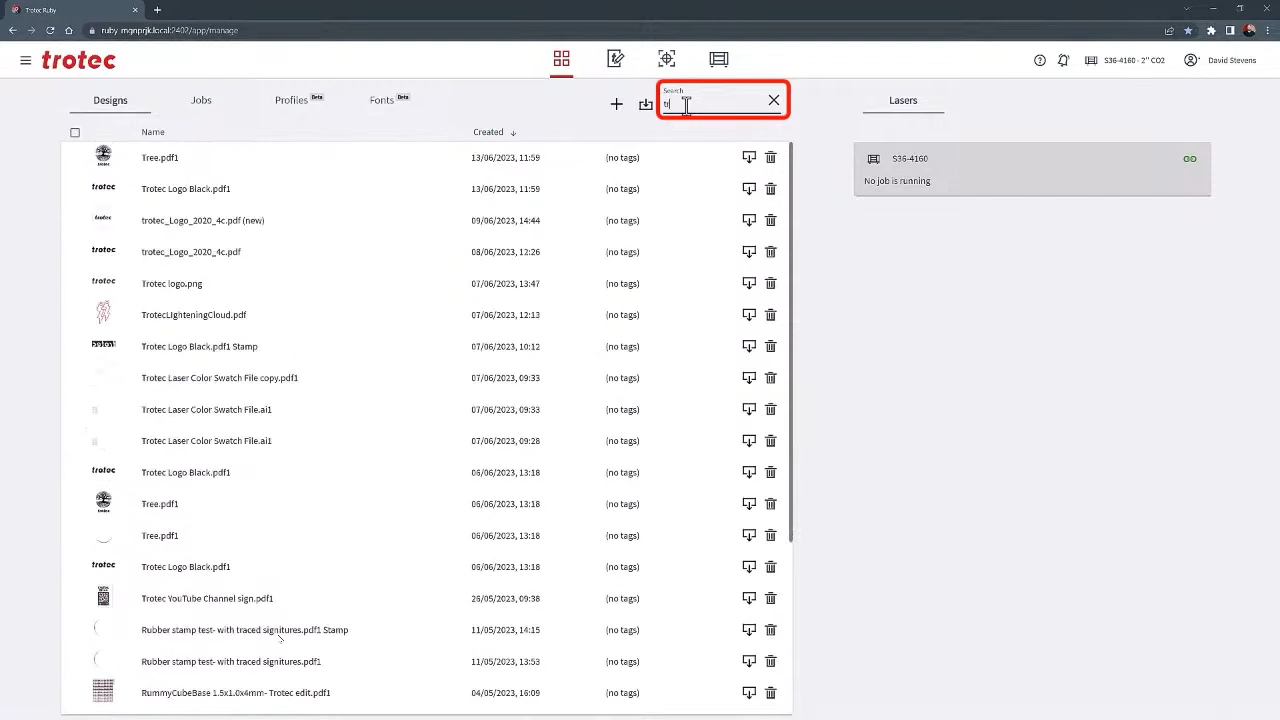 Trotec Ruby
ruby mgnprjk.local:2402/app/manage
trotec
S36-4160 - 2" CO2
David Stevens
Designs Jobs Profiles Beta Fonts Beta
Search
tr
Lasers
Name Created
Tree.pdf1 13/06/2023, 11:59 (no tags)
Trotec Logo Black.pdf1 13/06/2023, 11:59 (no tags)
trotec_Logo_2020_4c.pdf (new) 09/06/2023, 14:44 (no tags)
trotec_Logo_2020_4c.pdf 08/06/2023, 12:26 (no tags)
Trotec logo.png 07/06/2023, 13:47 (no tags)
TrotecLIghteningCloud.pdf 07/06/2023, 12:13 (no tags)
Trotec Logo Black.pdf1 Stamp 07/06/2023, 10:12 (no tags)
Trotec Laser Color Swatch File copy.pdf1 07/06/2023, 09:33 (no tags)
Trotec Laser Color Swatch File.ai1 07/06/2023, 09:33 (no tags)
Trotec Laser Color Swatch File.ai1 07/06/2023, 09:28 (no tags)
Trotec Logo Black.pdf1 06/06/2023, 13:18 (no tags)
Tree.pdf1 06/06/2023, 13:18 (no tags)
Tree.pdf1 06/06/2023, 13:18 (no tags)
Trotec Logo Black.pdf1 06/06/2023, 13:18 (no tags)
Trotec YouTube Channel sign.pdf1 26/05/2023, 09:38 (no tags)
Rubber stamp test- with traced signitures.pdf1 Stamp 11/05/2023, 14:15 (no tags)
Rubber stamp test- with traced signitures.pdf1 11/05/2023, 13:53 (no tags)
RummyCubeBase 1.5x1.0x4mm- Trotec edit.pdf1 04/05/2023, 16:09 (no tags)
S36-4160
No job is running